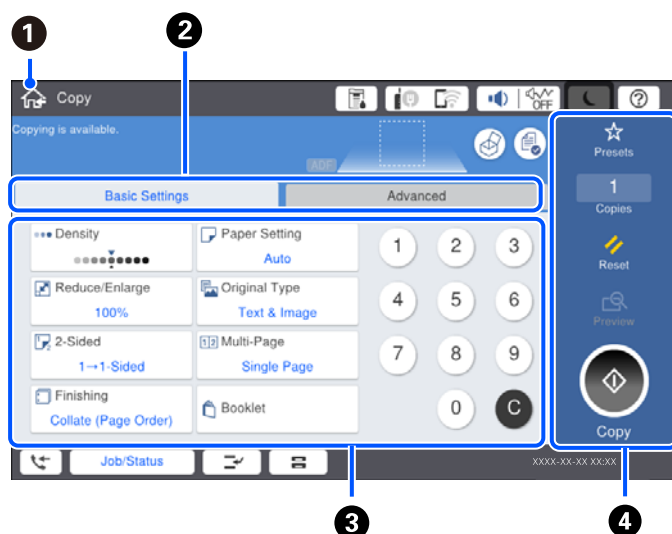 1
2
Copy
OFF
Copying is available.
ADF
Presets
Basic Settings
Advanced
1
Copies
Density
Paper Setting
Auto
1
2
3
Reset
Reduce/Enlarge
100%
Original Type
Text & Image
4
5
6
Preview
2-Sided
1→1-Sided
Multi-Page
Single Page
7
8
9
Finishing
Collate (Page Order)
Booklet
0
C
Copy
Job/Status
XXXX-XX-XX XX:XX
3
4